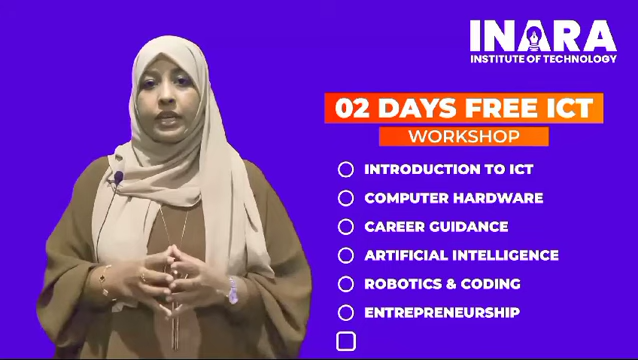 INARA
INSTITUTE OF TECHNOLOGY
02 DAYS FREE ICT
WORKSHOP
INTRODUCTION TO ICT
COMPUTER HARDWARE
CAREER GUIDANCE
ARTIFICIAL INTELLIGENCE
ROBOTICS & CODING
ENTREPRENEURSHIP